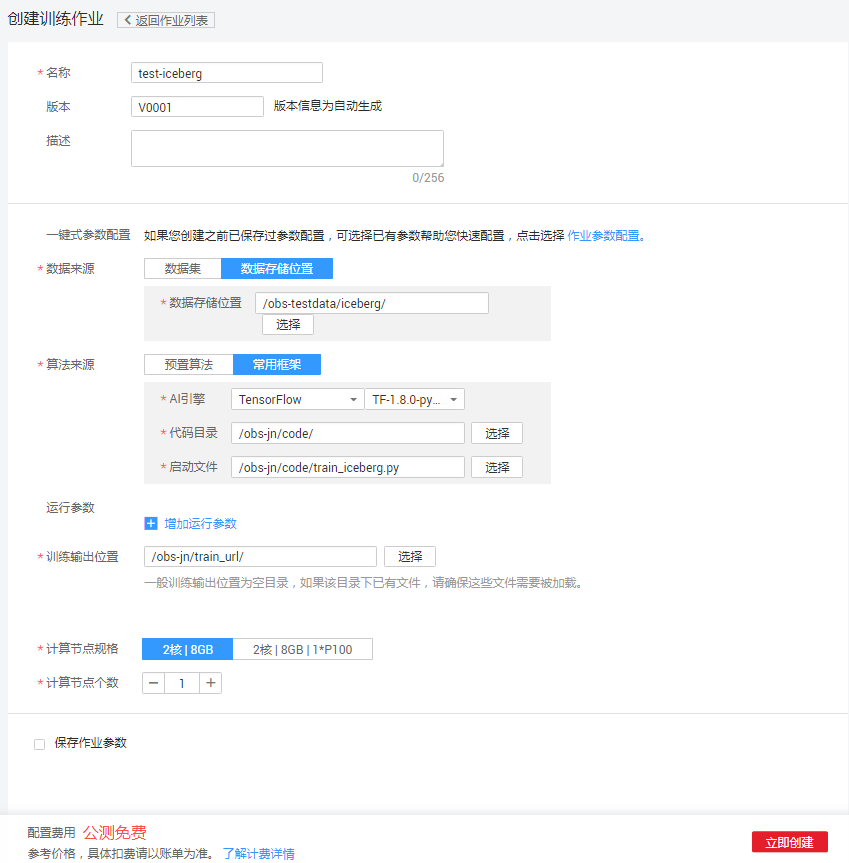 创建训练作业 返回作业列表
* 名称 test-iceberg
版本 V0001 版本信息为自动生成
描述
0/256
一键式参数配置 如果您创建之前已保存过参数配置，可选择已有参数帮助您快速配置，点击选择 作业参数配置。
* 数据来源 数据集 数据存储位置
* 数据存储位置 /obs-testdata/iceberg/
选择
* 算法来源 预置算法 常用框架
* AI引擎 TensorFlow TF-1.8.0-py...
* 代码目录 /obs-jn/code/ 选择
* 启动文件 /obs-jn/code/train_iceberg.py 选择
运行参数
增加运行参数
* 训练输出位置 /obs-jn/train_url/ 选择
一般训练输出位置为空目录，如果该目录下已有文件，请确保这些文件需要被加载。
* 计算节点规格 2核 | 8GB 2核 | 8GB | 1*P100
* 计算节点个数 − 1 +
保存作业参数
配置费用 公测免费
参考价格，具体扣费请以账单为准。 了解计费详情
立即创建